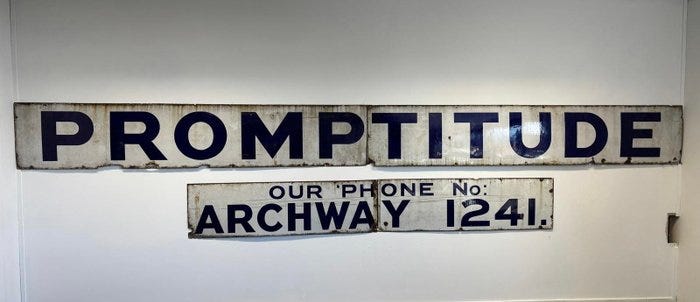 PROMPTITUDE
OUR PHONE No:
ARCHWAY 1241.